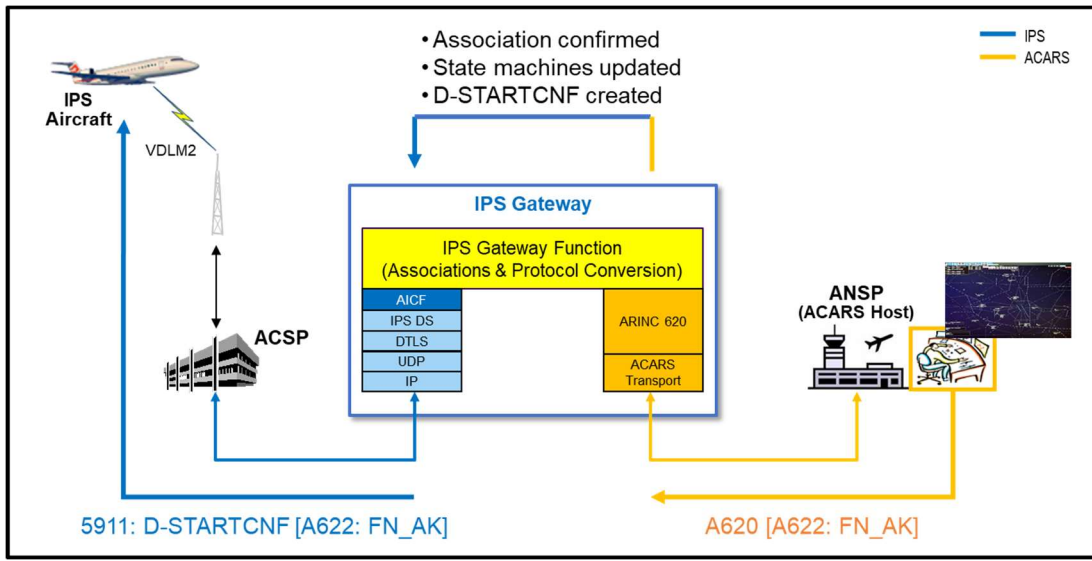 • Association confirmed
• State machines updated
• D-STARTCNF created
IPS
ACARS
IPS
Aircraft
VDLM2
IPS Gateway
IPS Gateway Function
(Associations & Protocol Conversion)
AICF
IPS DS
DTLS
UDP
IP
ARINC 620
ACARS
Transport
ACSP
ANSP
(ACARS Host)
5911: D-STARTCNF [A622: FN_AK]
A620 [A622: FN_AK]